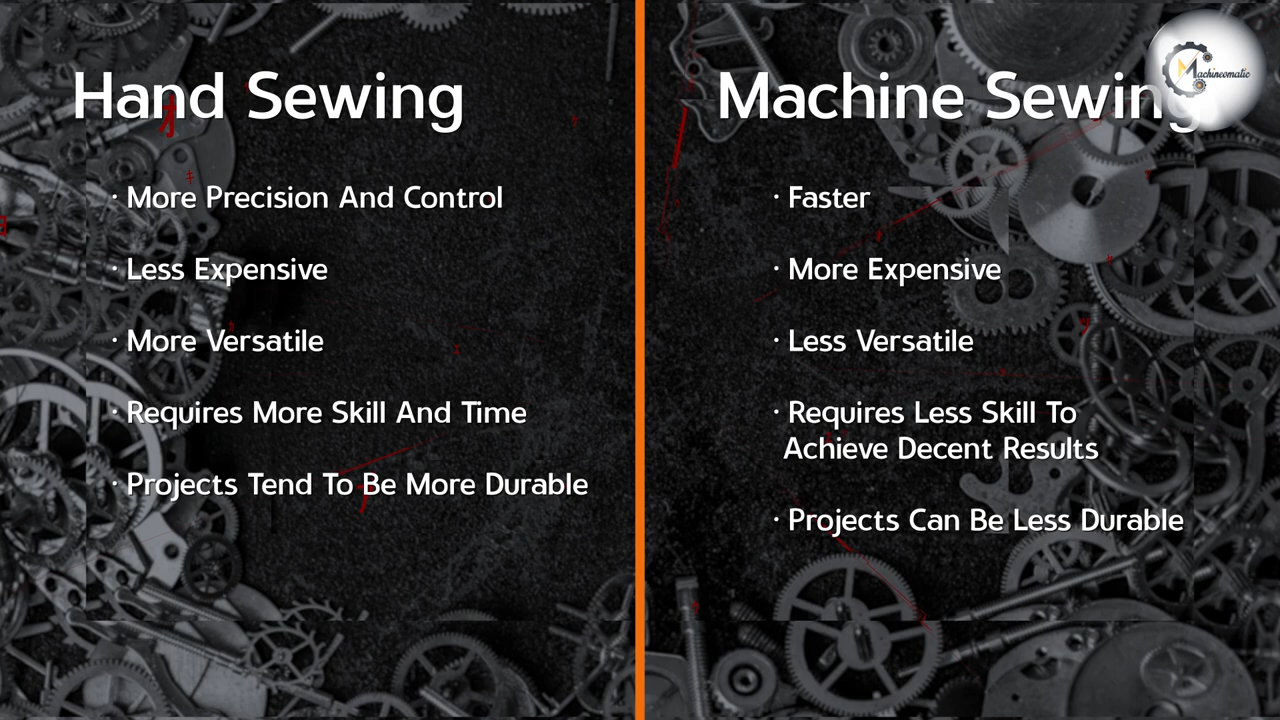 Hand Sewing
· More Precision And Control
· Less Expensive
· More Versatile
· Requires More Skill And Time
· Projects Tend To Be More Durable
Machine Sewing
Machineomatic
· Faster
· More Expensive
· Less Versatile
· Requires Less Skill To
Achieve Decent Results
· Projects Can Be Less Durable